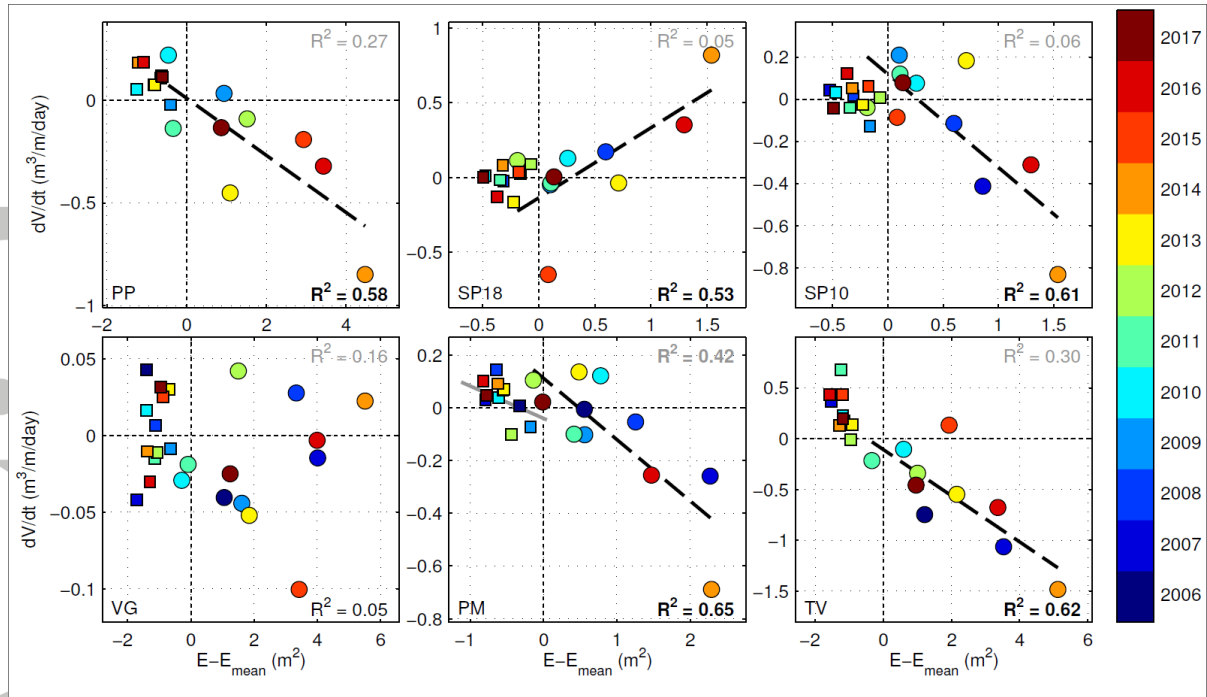 R² = 0.27
R² = 0.05
R² = 0.06
2017
2016
2015
2014
2013
2012
2011
2010
2009
2008
2007
2006
dV/dt (m³/m/day)
0
−0.5
−1
1
0.5
0
−0.5
0.2
0
−0.2
−0.4
−0.6
−0.8
PP
R² = 0.58
SP18
R² = 0.53
SP10
R² = 0.61
−2 0 2 4 6
−0.5 0 0.5 1 1.5
−0.5 0 0.5 1 1.5
R² = 0.16
R² = 0.42
R² = 0.30
dV/dt (m³/m/day)
0.05
0
−0.05
−0.1
0.2
0
−0.2
−0.4
−0.6
−0.8
0.5
0
−0.5
−1
−1.5
VG
R² = 0.05
PM
R² = 0.65
TV
R² = 0.62
−2 0 2 4 6
−1 0 1 2
−2 0 2 4 6
E−Emean (m²)
E−Emean (m²)
E−Emean (m²)